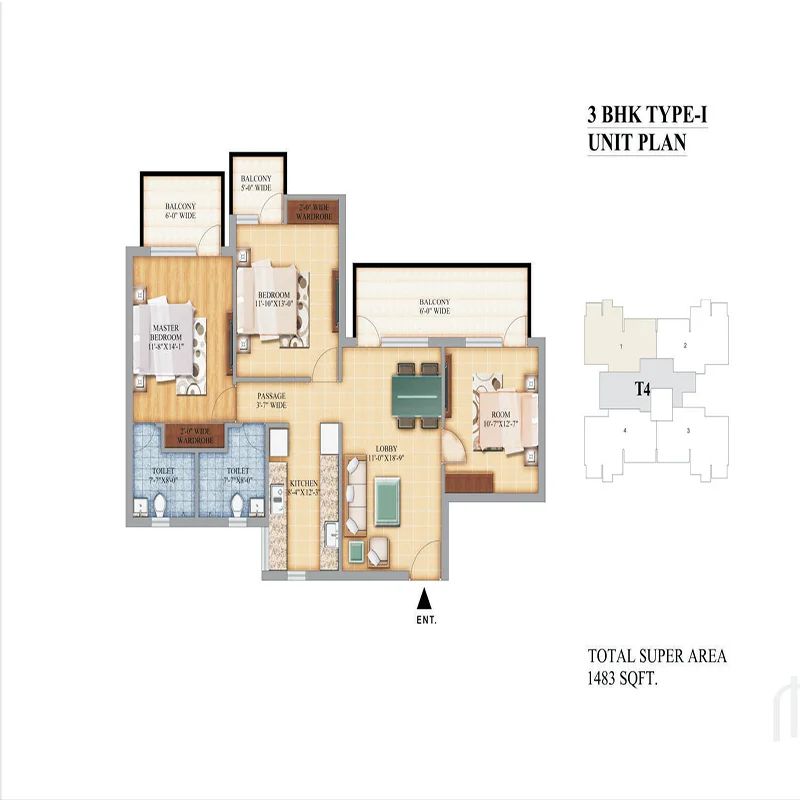 3 BHK TYPE-I
UNIT PLAN
BALCONY
5'-0" WIDE
BALCONY
6'-0" WIDE
2'-0" WIDE
WARDROBE
BEDROOM
11'-10"X13'-0"
BALCONY
6'-0" WIDE
MASTER
BEDROOM
11'-8"X14'-1"
1
2
T4
4
3
PASSAGE
3'-7" WIDE
ROOM
10'-7"X12'-7"
2'-0" WIDE
WARDROBE
LOBBY
11'-0"X18'-9"
TOILET
7'-7"X8'-0"
TOILET
7'-7"X8'-0"
KITCHEN
8'-4"X12'-3"
ENT.
TOTAL SUPER AREA
1483 SQFT.